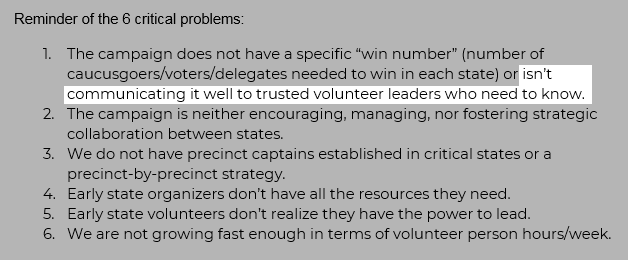 Reminder of the 6 critical problems:
1. The campaign does not have a specific “win number” (number of
caucusgoers/voters/delegates needed to win in each state) or isn’t
communicating it well to trusted volunteer leaders who need to know.
2. The campaign is neither encouraging, managing, nor fostering strategic
collaboration between states.
3. We do not have precinct captains established in critical states or a
precinct-by-precinct strategy.
4. Early state organizers don’t have all the resources they need.
5. Early state volunteers don’t realize they have the power to lead.
6. We are not growing fast enough in terms of volunteer person hours/week.